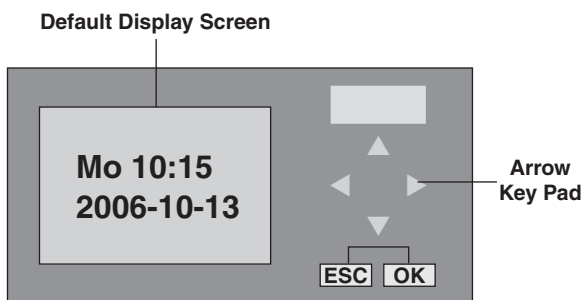 Default Display Screen
Mo 10:15
2006-10-13
Arrow
Key Pad
ESC OK